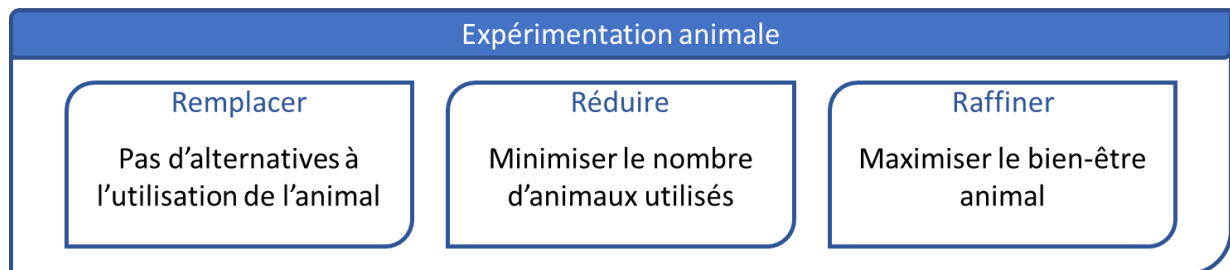 Expérimentation animale
Remplacer
Pas d’alternatives à
l’utilisation de l’animal
Réduire
Minimiser le nombre
d’animaux utilisés
Raffiner
Maximiser le bien-être
animal